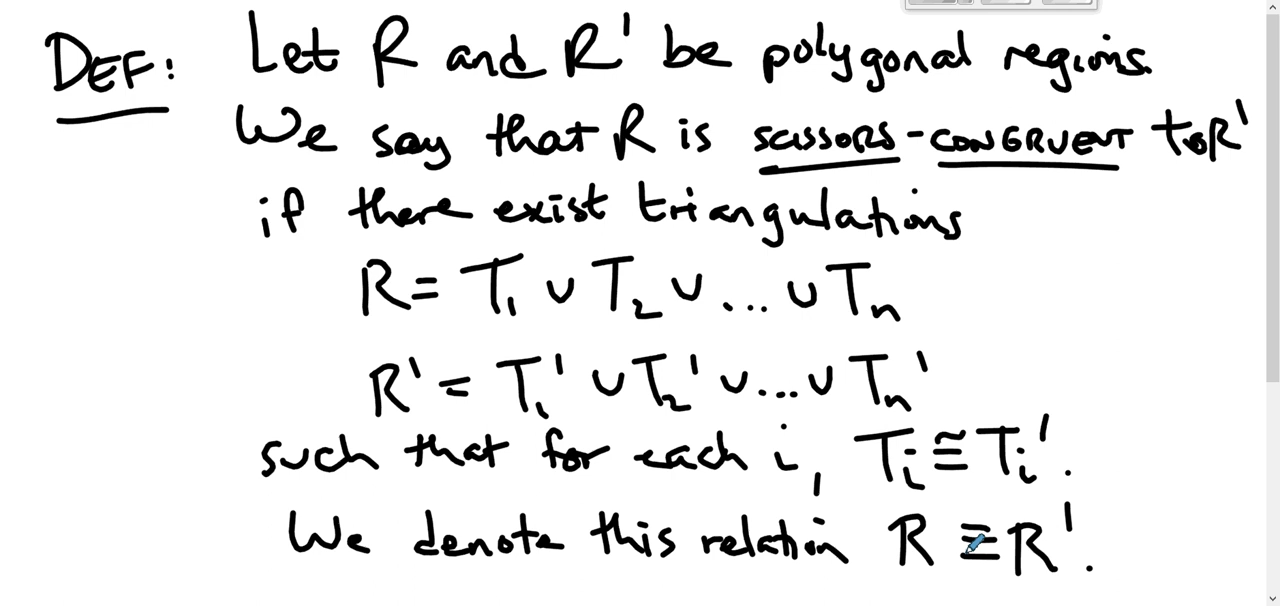 DEF: Let R and R' be polygonal regions.
We say that R is SCISSORS-CONGRUENT to R'
if there exist triangulations
R = T₁ ∪ T₂ ∪ ... ∪ Tₙ
R' = T₁' ∪ T₂' ∪ ... ∪ Tₙ'
such that for each i, Tᵢ ≅ Tᵢ'.
We denote this relation R ≡ R'.